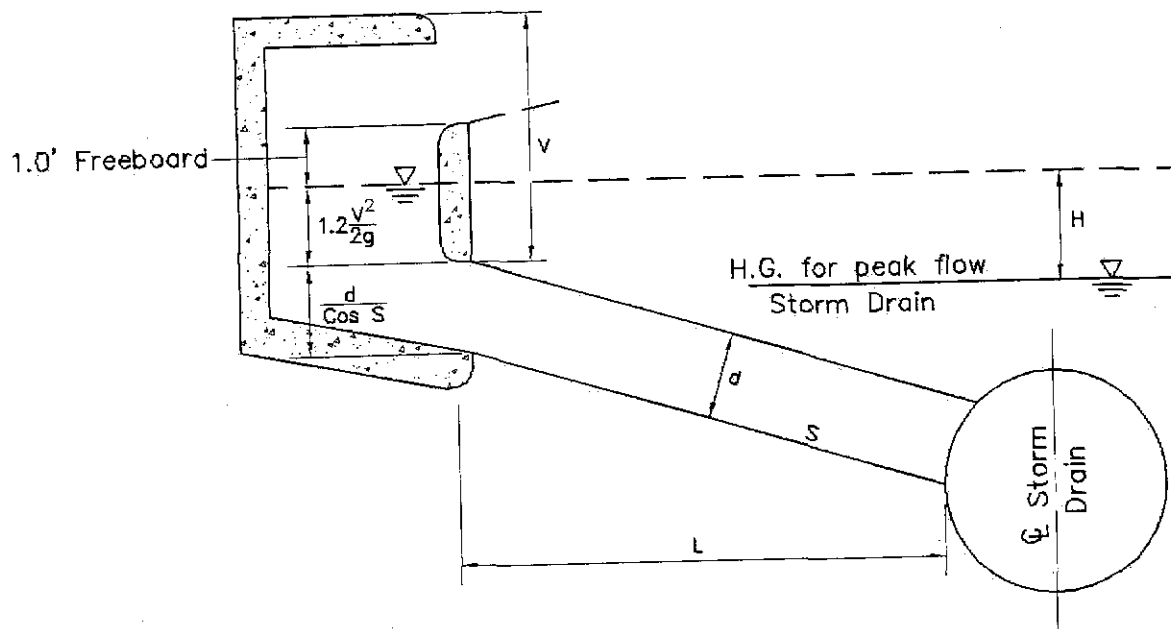 V
1.0' Freeboard
1.2 V²/2g
H
H.G. for peak flow
Storm Drain
d/Cos S
d
S
℄ Storm
Drain
L